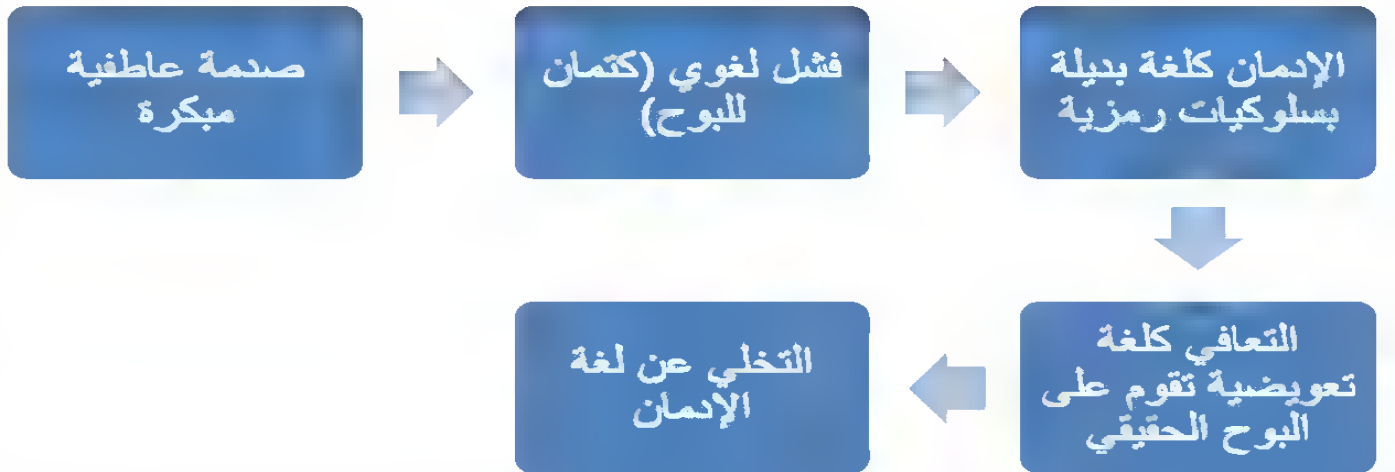 صدمة عاطفية
مبكرة
فشل لغوي (كتمان
للبوح)
الإدمان كلغة بديلة
بسلوكيات رمزية
التعافي كلغة
تعويضية تقوم على
البوح الحقيقي
التخلي عن لغة
الإدمان